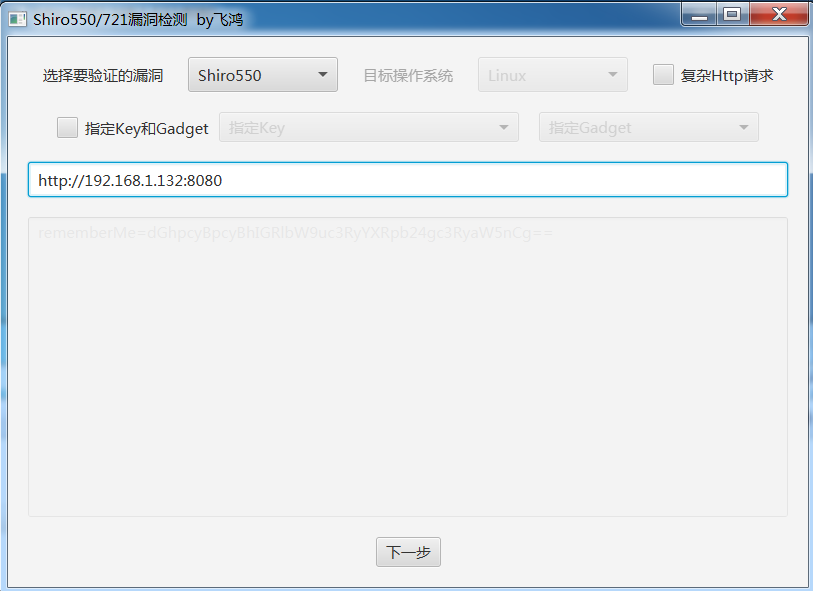 Shiro550/721漏洞检测 by飞鸿
选择要验证的漏洞 Shiro550 目标操作系统 Linux 复杂Http请求
指定Key和Gadget 指定Key 指定Gadget
http://192.168.1.132:8080
rememberMe=dGhpcyBpcyBhIGRlbW9uc3RyYXRpb24gc3RyaW5nCg==
下一步